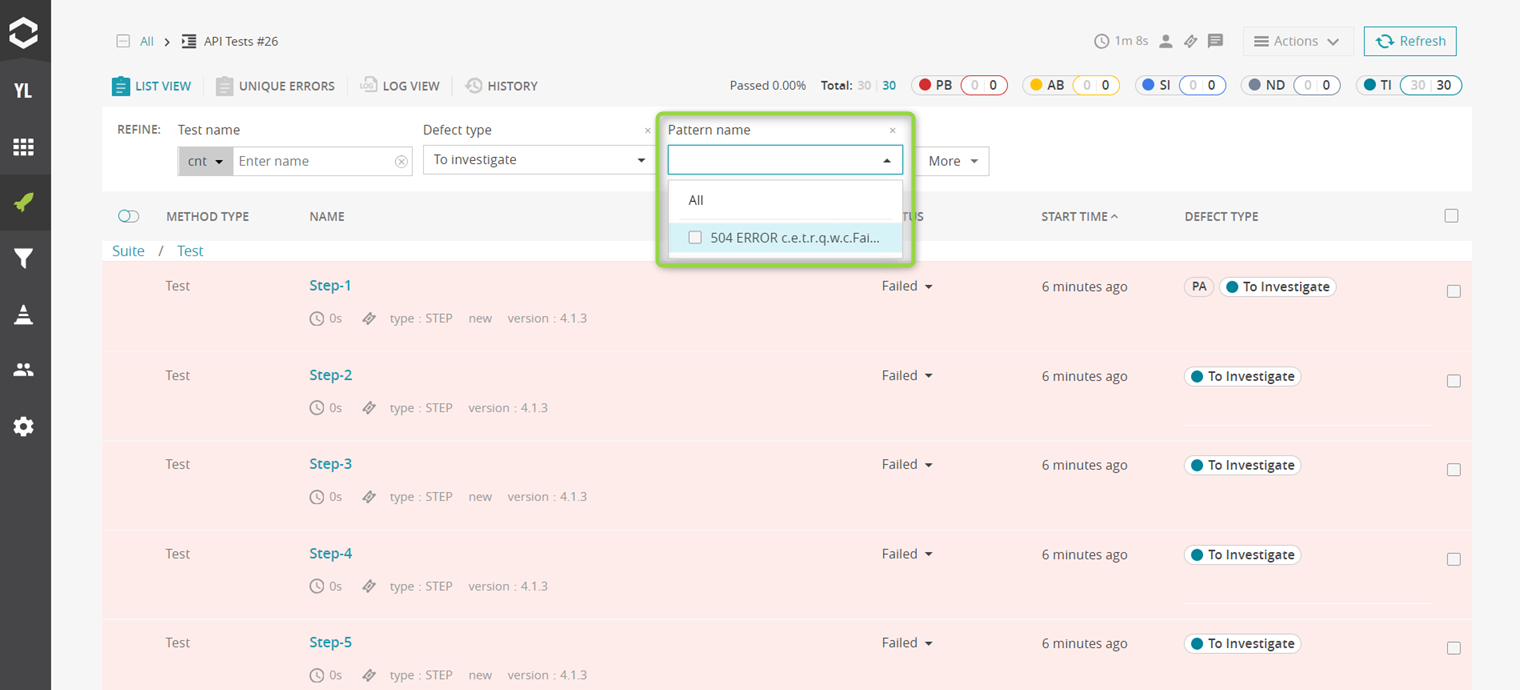 YL
All API Tests #26
1m 8s
Actions
Refresh
LIST VIEW UNIQUE ERRORS LOG LOG VIEW HISTORY
Passed 0.00% Total: 30 30 PB 0 0 AB 0 0 SI 0 0 ND 0 0 TI 30 30
REFINE: Test name Defect type × Pattern name ×
cnt Enter name To investigate More
All
504 ERROR c.e.t.r.q.w.c.Fai...
METHOD TYPE NAME TUS START TIME DEFECT TYPE
Suite / Test
Test Step-1 Failed 6 minutes ago PA To Investigate
0s type : STEP new version : 4.1.3
Test Step-2 Failed 6 minutes ago To Investigate
0s type : STEP version : 4.1.3
Test Step-3 Failed 6 minutes ago To Investigate
0s type : STEP new version : 4.1.3
Test Step-4 Failed 6 minutes ago To Investigate
0s type : STEP version : 4.1.3
Test Step-5 Failed 6 minutes ago To Investigate
0s type : STEP new version : 4.1.3